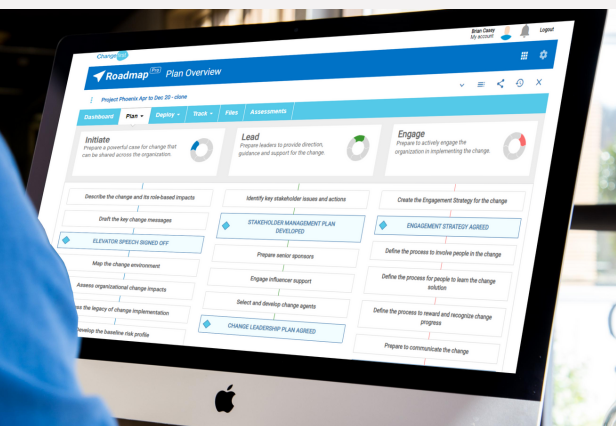 Changefirst
Brian Casey
My account
Logout
Roadmap Pro Plan Overview
Project Phoenix Apr to Dec 20 - clone
Dashboard Plan Deploy Track Files Assessments
Initiate
Prepare a powerful case for change that
can be shared across the organization.
Lead
Prepare leaders to provide direction,
guidance and support for the change.
Engage
Prepare to actively engage the
organization in implementing the change.
Describe the change and its role-based impacts
Draft the key change messages
ELEVATOR SPEECH SIGNED OFF
Map the change environment
Assess organizational change impacts
the legacy of change implementation
the baseline risk profile
Identify key stakeholder issues and actions
STAKEHOLDER MANAGEMENT PLAN
DEVELOPED
Prepare senior sponsors
Engage influencer support
Select and develop change agents
CHANGE LEADERSHIP PLAN AGREED
Create the Engagement Strategy for the change
ENGAGEMENT STRATEGY AGREED
Define the process to involve people in the change
Define the process for people to learn the change
solution
Define the process to reward and recognize change
progress
Prepare to communicate the change